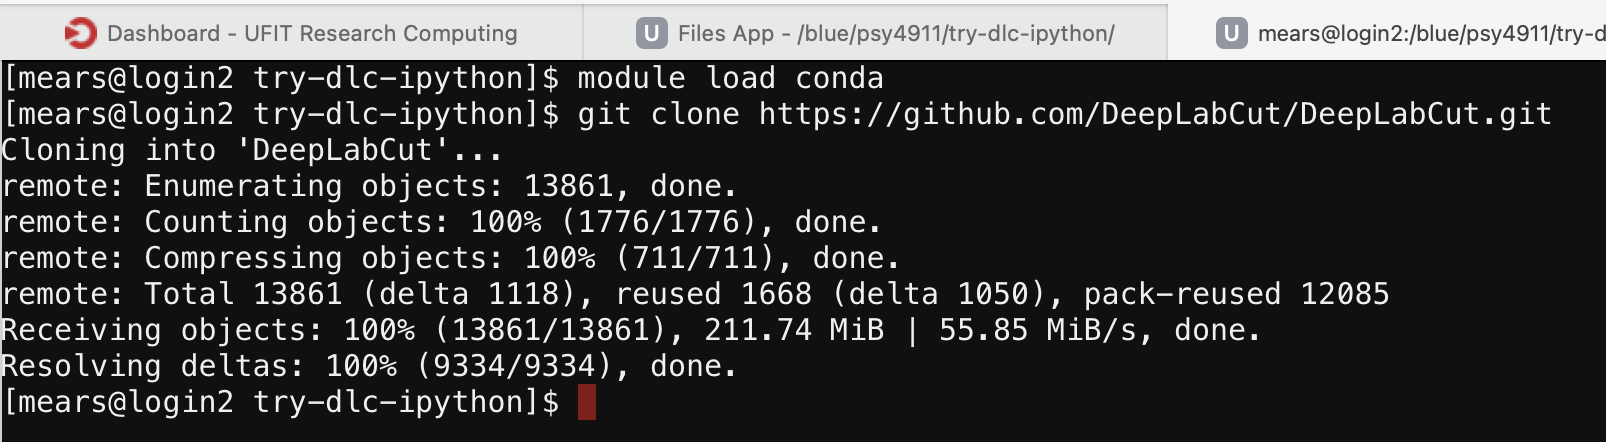 Dashboard - UFIT Research Computing
U Files App - /blue/psy4911/try-dlc-ipython/
U mears@login2:/blue/psy4911/try-d
[mears@login2 try-dlc-ipython]$ module load conda
[mears@login2 try-dlc-ipython]$ git clone https://github.com/DeepLabCut/DeepLabCut.git
Cloning into 'DeepLabCut'...
remote: Enumerating objects: 13861, done.
remote: Counting objects: 100% (1776/1776), done.
remote: Compressing objects: 100% (711/711), done.
remote: Total 13861 (delta 1118), reused 1668 (delta 1050), pack-reused 12085
Receiving objects: 100% (13861/13861), 211.74 MiB | 55.85 MiB/s, done.
Resolving deltas: 100% (9334/9334), done.
[mears@login2 try-dlc-ipython]$